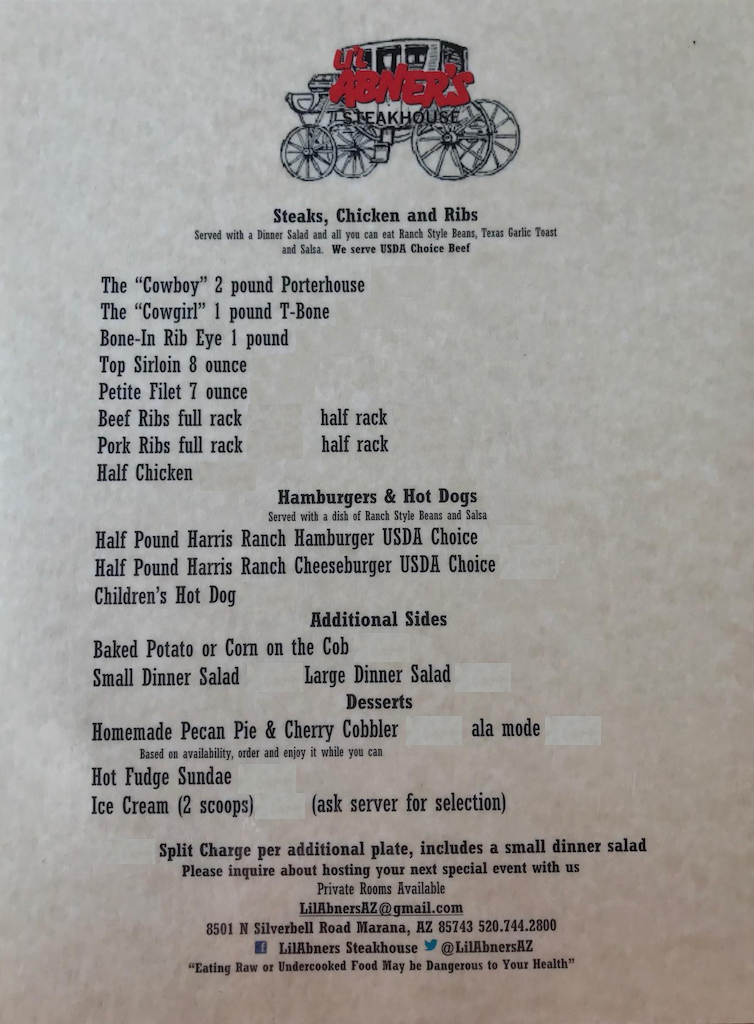 Li'L
ABNER'S
STEAKHOUSE
Steaks, Chicken and Ribs
Served with a Dinner Salad and all you can eat Ranch Style Beans, Texas Garlic Toast
and Salsa. We serve USDA Choice Beef
The “Cowboy” 2 pound Porterhouse
The “Cowgirl” 1 pound T-Bone
Bone-In Rib Eye 1 pound
Top Sirloin 8 ounce
Petite Filet 7 ounce
Beef Ribs full rack half rack
Pork Ribs full rack half rack
Half Chicken
Hamburgers & Hot Dogs
Served with a dish of Ranch Style Beans and Salsa
Half Pound Harris Ranch Hamburger USDA Choice
Half Pound Harris Ranch Cheeseburger USDA Choice
Children’s Hot Dog
Additional Sides
Baked Potato or Corn on the Cob
Small Dinner Salad Large Dinner Salad
Desserts
Homemade Pecan Pie & Cherry Cobbler ala mode
Based on availability, order and enjoy it while you can
Hot Fudge Sundae
Ice Cream (2 scoops) (ask server for selection)
Split Charge per additional plate, includes a small dinner salad
Please inquire about hosting your next special event with us
Private Rooms Available
LilAbnersAZ@gmail.com
8501 N Silverbell Road Marana, AZ 85743 520.744.2800
LilAbners Steakhouse @LilAbnersAZ
“Eating Raw or Undercooked Food May be Dangerous to Your Health”